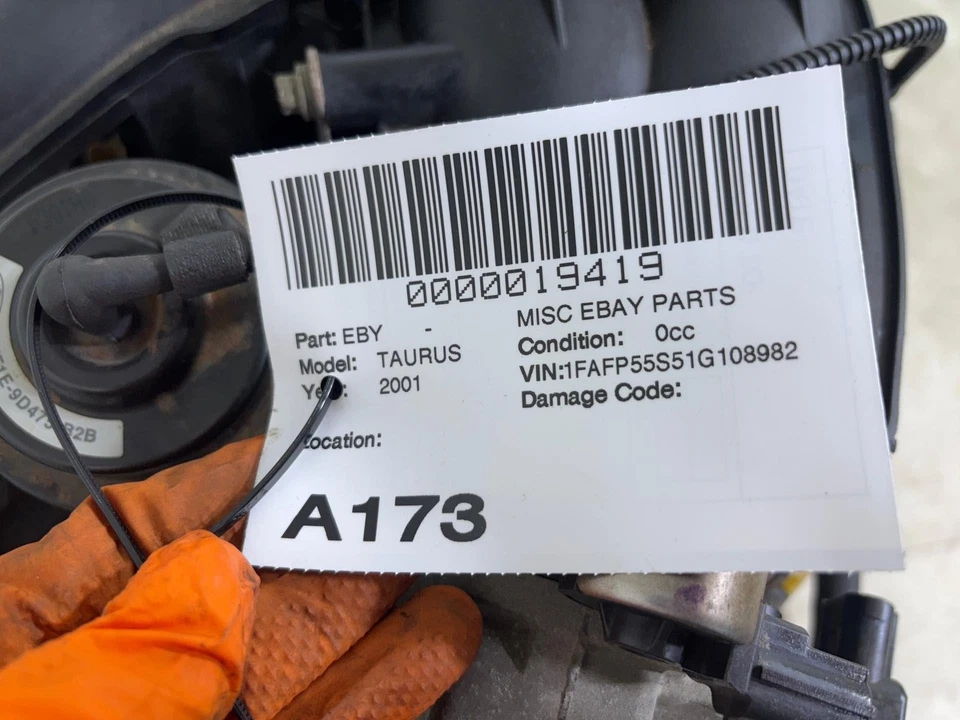 0000019419
Part: EBY -
MISC EBAY PARTS
Model: TAURUS
Condition: 0cc
2001
VIN:1FAFP55S51G108982
Damage Code:
Location:
A173